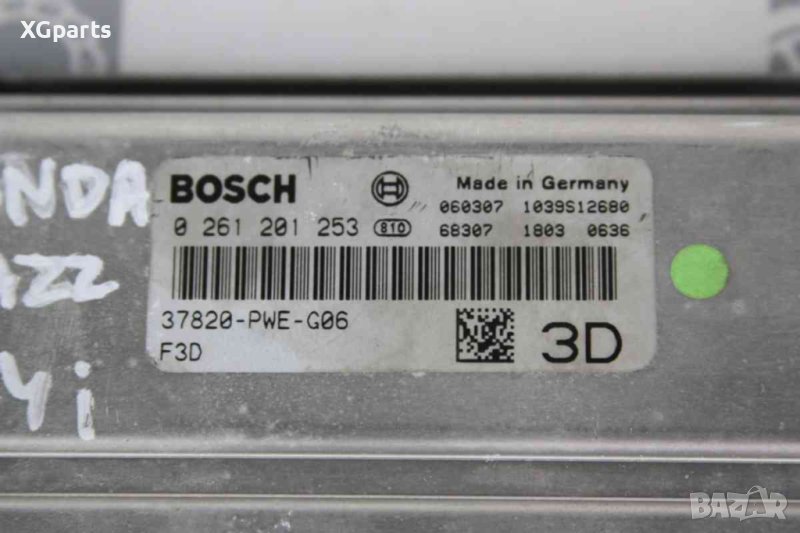 XGparts
NDA
ZZ
4i
BOSCH
Made in Germany
0 261 201 253 810
060307 1039S12680
68307 1803 0636
37820-PWE-G06
F3D
3D
BAZAR